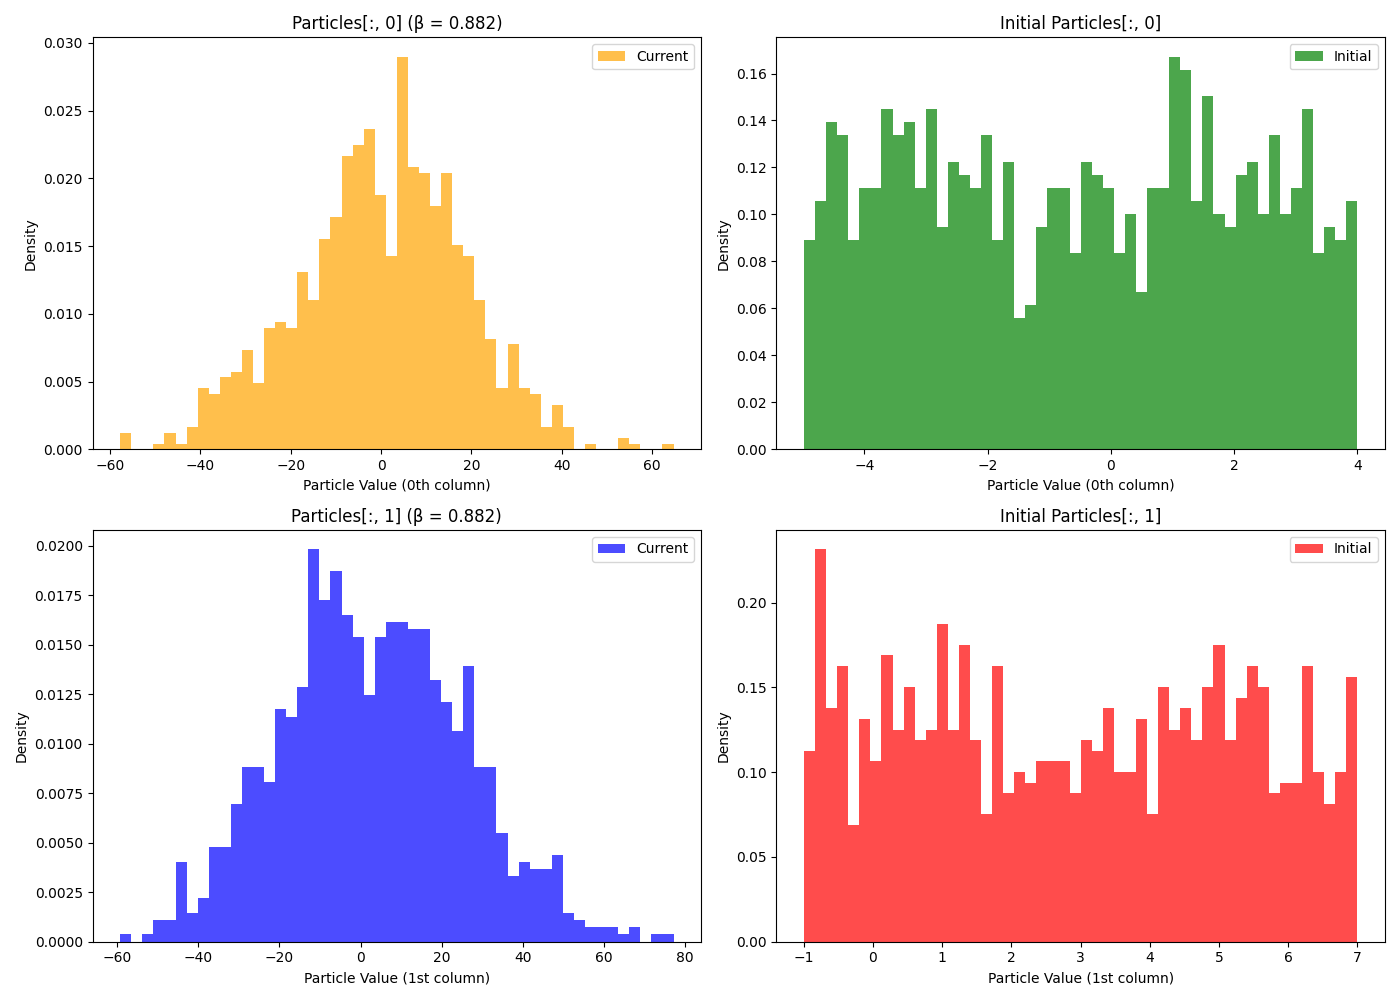 Particles[:, 0] (β = 0.882)
Current
Density
0.030
0.025
0.020
0.015
0.010
0.005
0.000
−60 −40 −20 0 20 40 60
Particle Value (0th column)
Initial Particles[:, 0]
Initial
Density
0.16
0.14
0.12
0.10
0.08
0.06
0.04
0.02
0.00
−4 −2 0 2 4
Particle Value (0th column)
Particles[:, 1] (β = 0.882)
Current
Density
0.0200
0.0175
0.0150
0.0125
0.0100
0.0075
0.0050
0.0025
0.0000
−60 −40 −20 0 20 40 60 80
Particle Value (1st column)
Initial Particles[:, 1]
Initial
Density
0.20
0.15
0.10
0.05
0.00
−1 0 1 2 3 4 5 6 7
Particle Value (1st column)